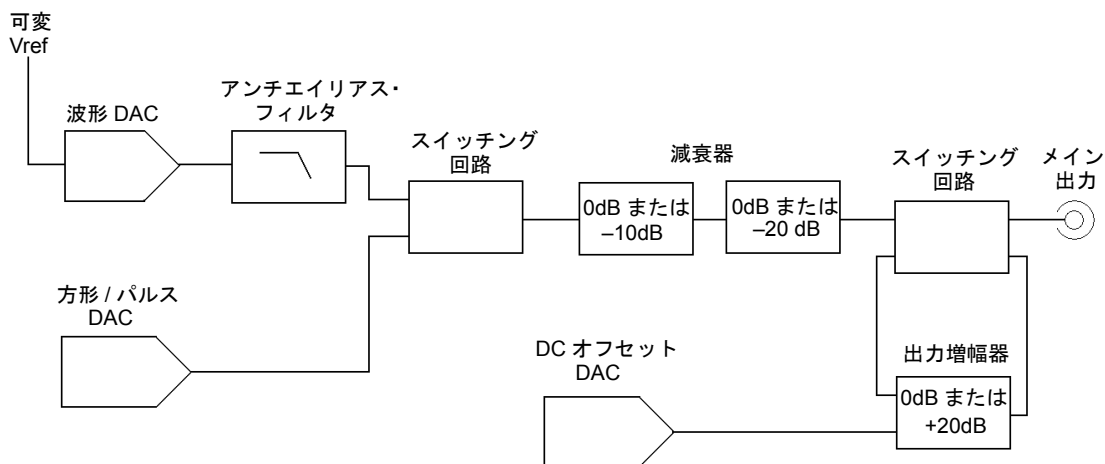 可変
Vref
波形 DAC
アンチエイリアス・
フィルタ
スイッチング
回路
減衰器
0dB または
–10dB
0dB または
–20 dB
スイッチング
回路
メイン
出力
方形 / パルス
DAC
DC オフセット
DAC
出力増幅器
0dB または
+20dB